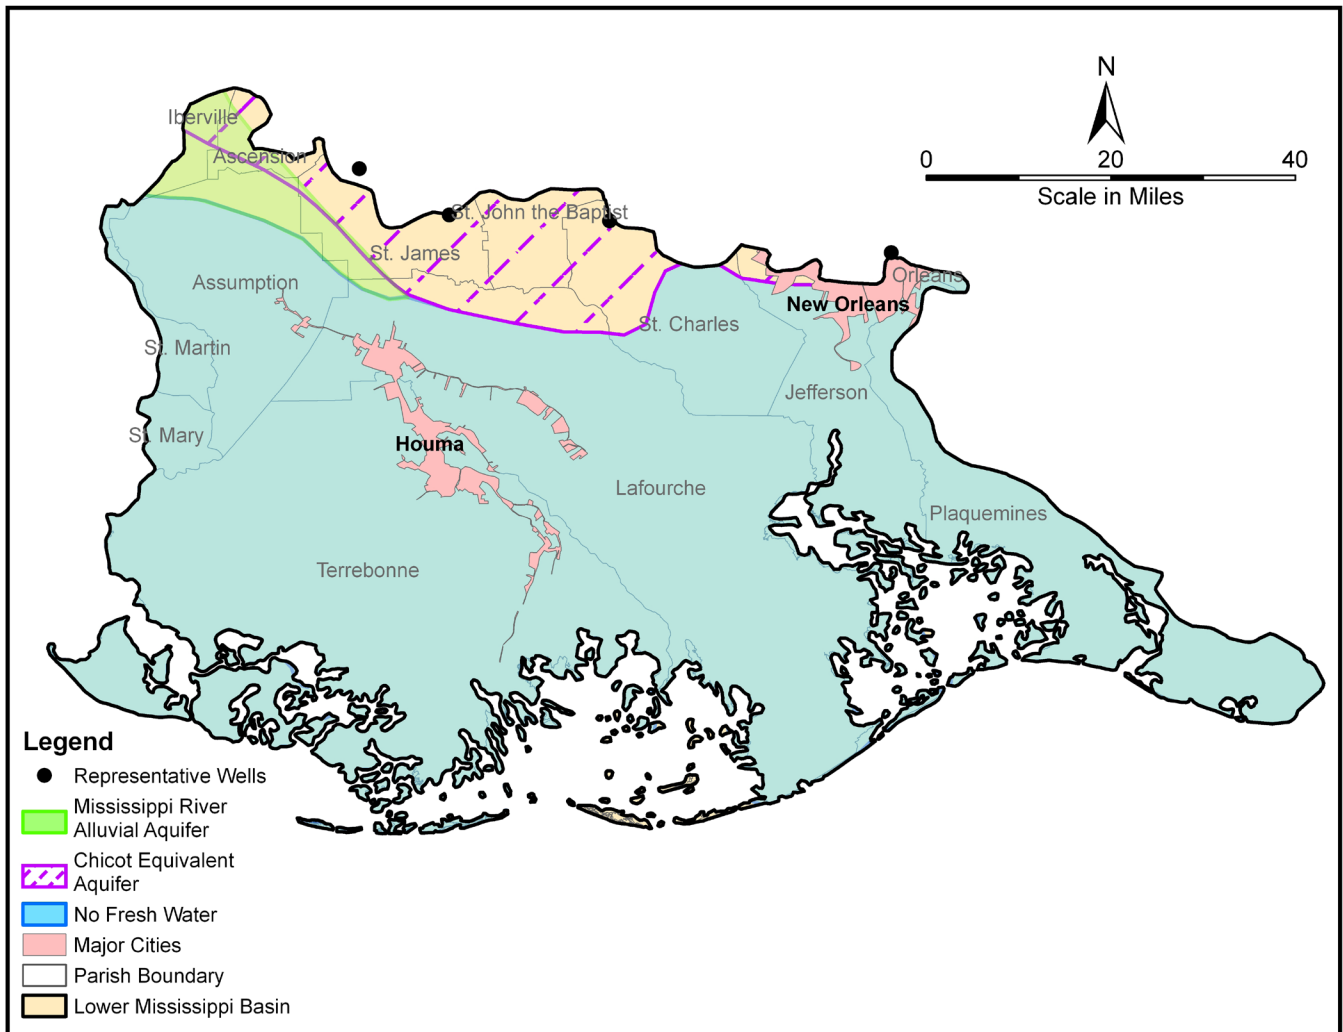 N
0 20 40
Scale in Miles
Iberville
Ascension
St. John the Baptist
St. James
Orleans
Assumption
New Orleans
St. Charles
St. Martin
Jefferson
St. Mary
Houma
Lafourche
Plaquemines
Terrebonne
Legend
Representative Wells
Mississippi River
Alluvial Aquifer
Chicot Equivalent
Aquifer
No Fresh Water
Major Cities
Parish Boundary
Lower Mississippi Basin